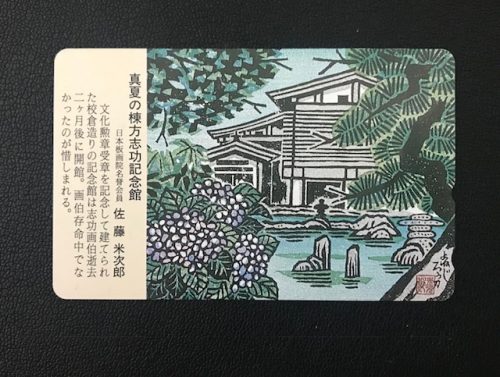 真夏の棟方志功記念館
日本板画院名誉会員 佐藤米次郎
文化勲章受章を記念して建てられ
た校倉造りの記念館は志功画伯逝去
二ヶ月後に開館。画伯存命中でな
かったのが惜しまれる。